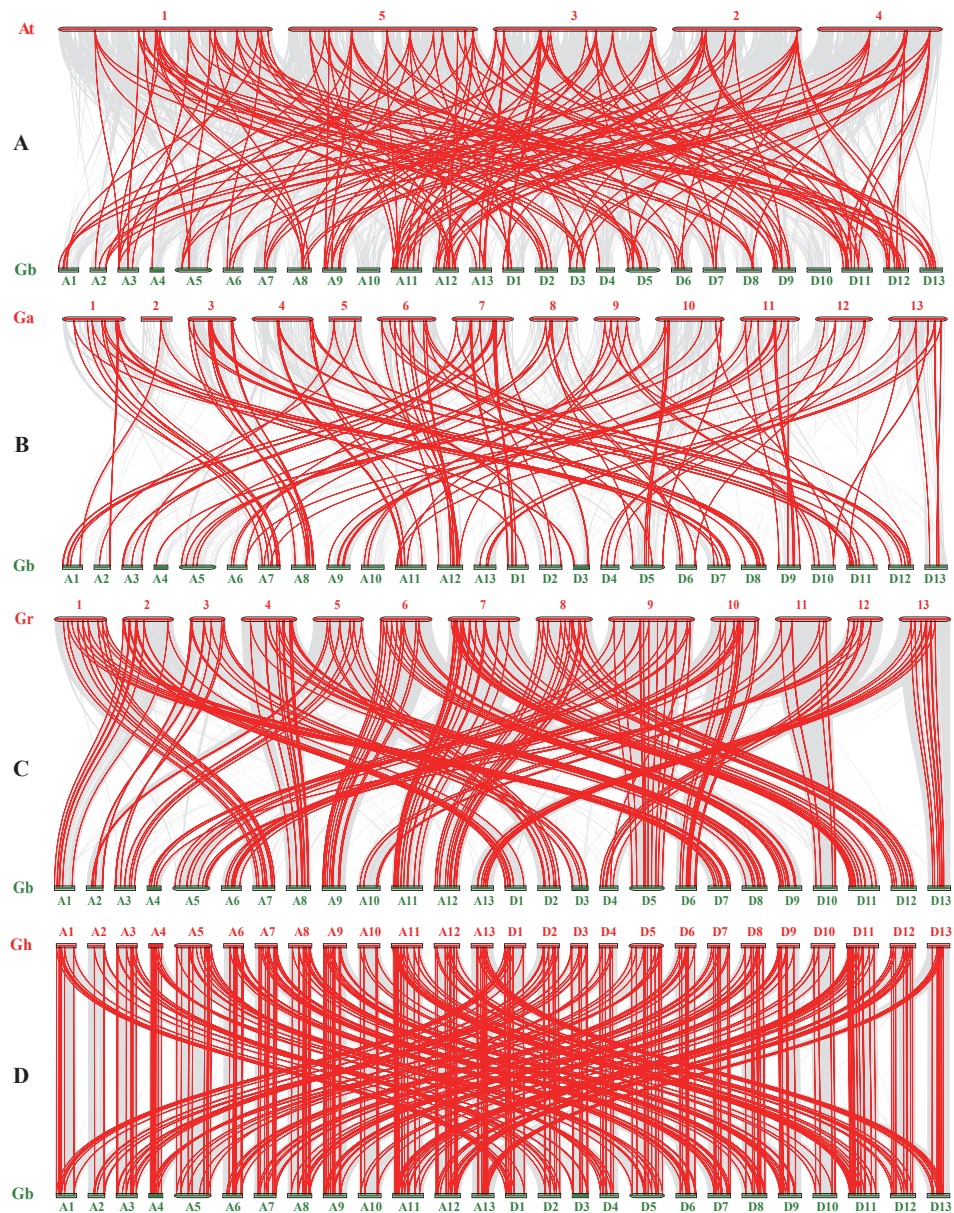 1 5 3 2 4
At
A
Gb
A1 A2 A3 A4 A5 A6 A7 A8 A9 A10 A11 A12 A13 D1 D2 D3 D4 D5 D6 D7 D8 D9 D10 D11 D12 D13
1 2 3 4 5 6 7 8 9 10 11 12 13
Ga
B
Gb
A1 A2 A3 A4 A5 A6 A7 A8 A9 A10 A11 A12 A13 D1 D2 D3 D4 D5 D6 D7 D8 D9 D10 D11 D12 D13
1 2 3 4 5 6 7 8 9 10 11 12 13
Gr
C
Gb
A1 A2 A3 A4 A5 A6 A7 A8 A9 A10 A11 A12 A13 D1 D2 D3 D4 D5 D6 D7 D8 D9 D10 D11 D12 D13
A1 A2 A3 A4 A5 A6 A7 A8 A9 A10 A11 A12 A13 D1 D2 D3 D4 D5 D6 D7 D8 D9 D10 D11 D12 D13
Gh
D
Gb
A1 A2 A3 A4 A5 A6 A7 A8 A9 A10 A11 A12 A13 D1 D2 D3 D4 D5 D6 D7 D8 D9 D10 D11 D12 D13